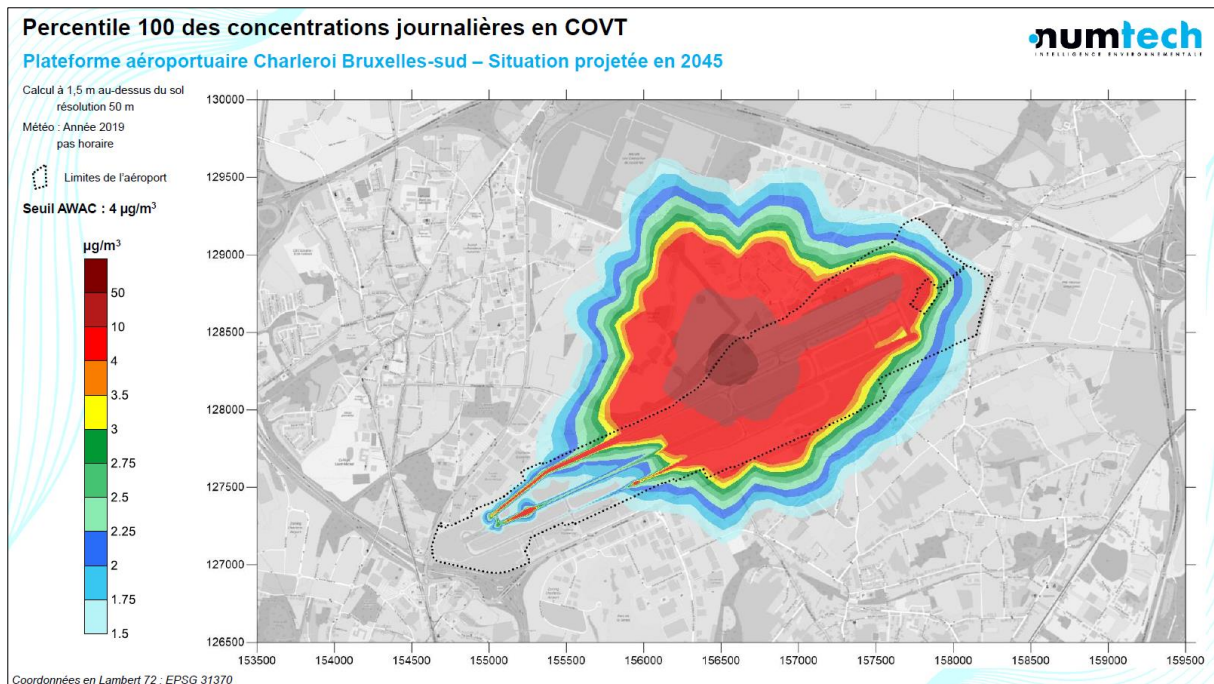 Percentile 100 des concentrations journalières en COVT
Plateforme aéroportuaire Charleroi Bruxelles-sud – Situation projetée en 2045
numtech
INTELLIGENCE ENVIRONNEMENTALE
Calcul à 1,5 m au-dessus du sol
résolution 50 m
Météo : Année 2019
pas horaire
Limites de l'aéroport
Seuil AWAC : 4 µg/m³
µg/m³
50
10
4
3.5
3
2.75
2.5
2.25
2
1.75
1.5
130000
129500
129000
128500
128000
127500
127000
126500
153500 154000 154500 155000 155500 156000 156500 157000 157500 158000 158500 159000 159500
Coordonnées en Lambert 72 : EPSG 31370